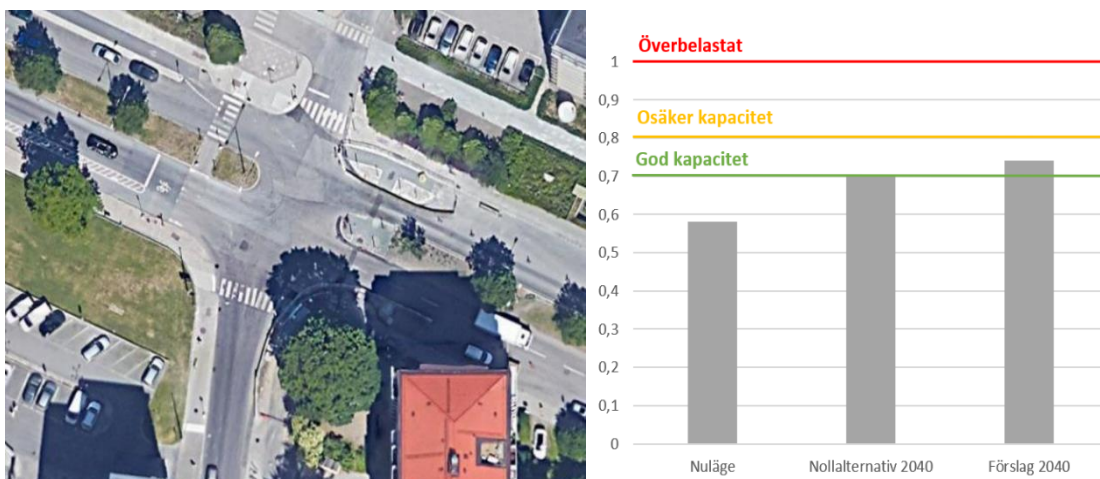 Överbelastat
1
0,9
Osäker kapacitet
0,8
God kapacitet
0,7
0,6
0,5
0,4
0,3
0,2
0,1
0
Nuläge Nollalternativ 2040 Förslag 2040